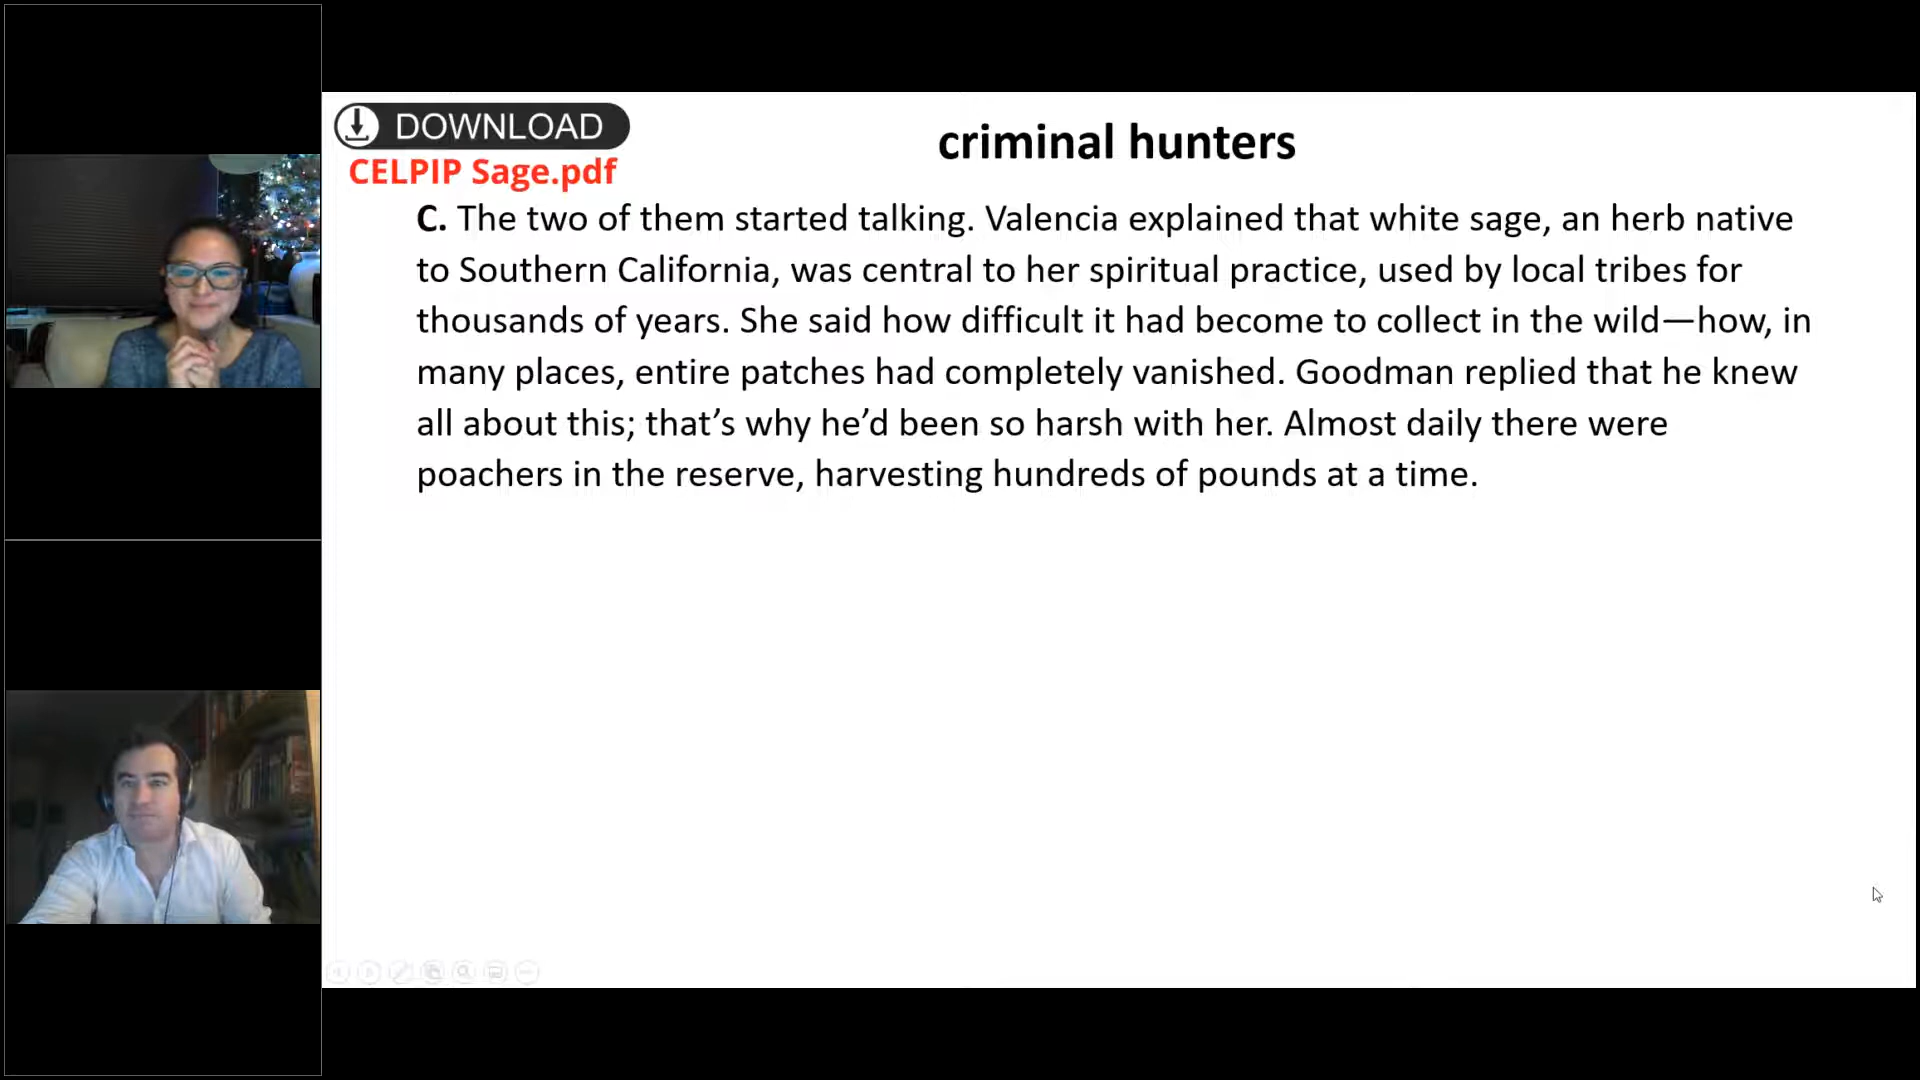 DOWNLOAD
CELPIP Sage.pdf
criminal hunters
C. The two of them started talking. Valencia explained that white sage, an herb native
to Southern California, was central to her spiritual practice, used by local tribes for
thousands of years. She said how difficult it had become to collect in the wild—how, in
many places, entire patches had completely vanished. Goodman replied that he knew
all about this; that’s why he’d been so harsh with her. Almost daily there were
poachers in the reserve, harvesting hundreds of pounds at a time.